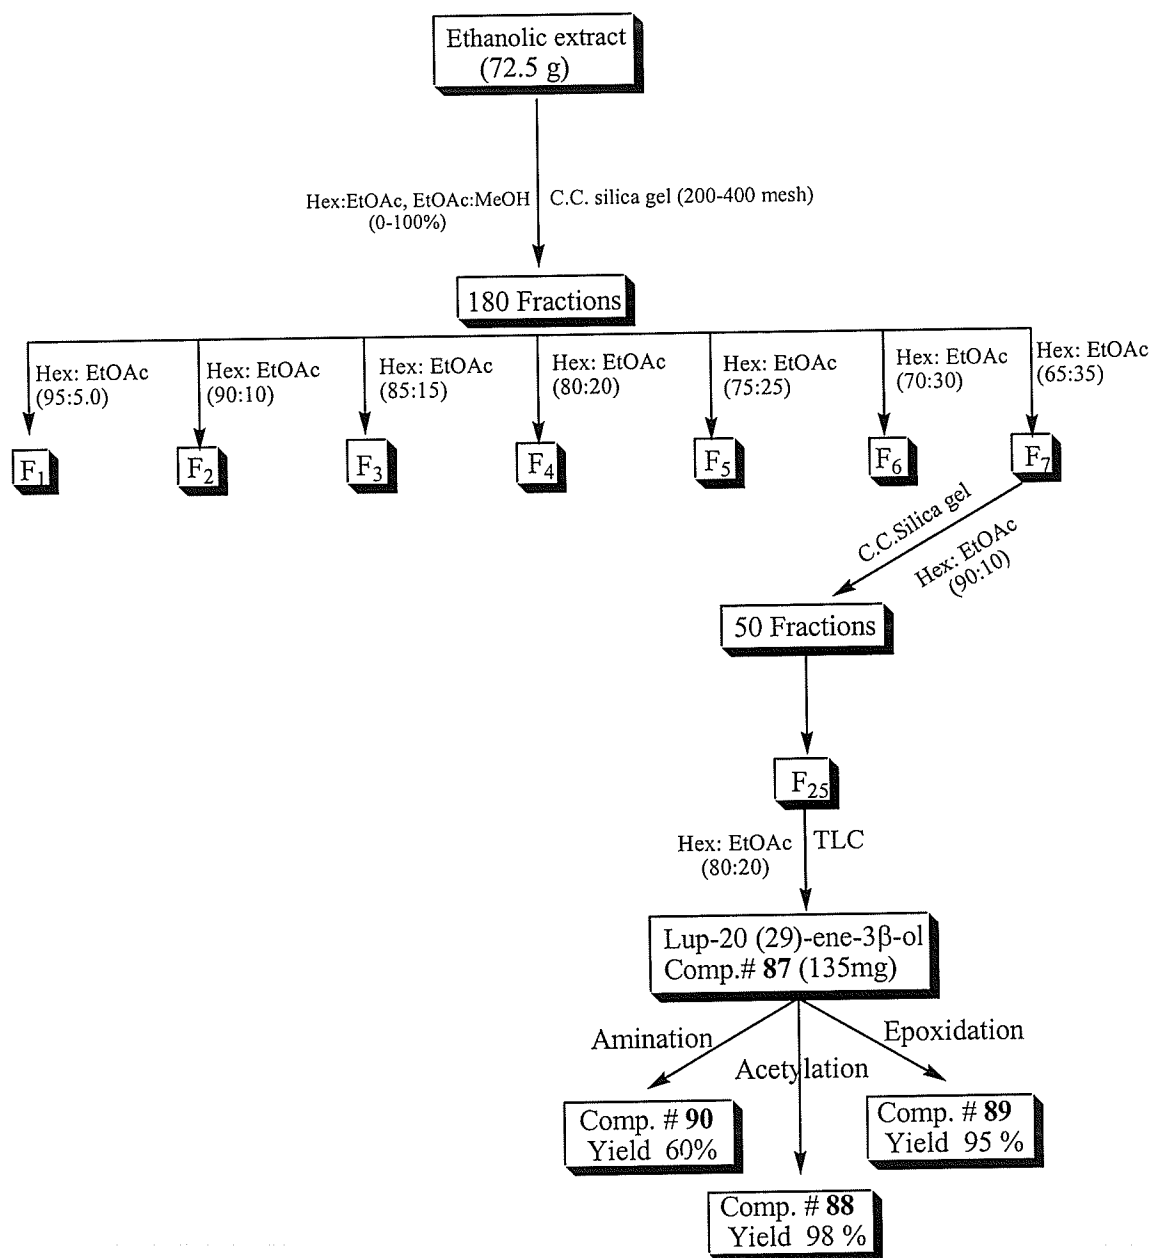 Ethanolic extract
(72.5 g)
Hex:EtOAc, EtOAc:MeOH
(0-100%)
C.C. silica gel (200-400 mesh)
180 Fractions
Hex: EtOAc
(95:5.0)
Hex: EtOAc
(90:10)
Hex: EtOAc
(85:15)
Hex: EtOAc
(80:20)
Hex: EtOAc
(75:25)
Hex: EtOAc
(70:30)
Hex: EtOAc
(65:35)
F1
F2
F3
F4
F5
F6
F7
C.C.Silica gel
Hex: EtOAc
(90:10)
50 Fractions
F25
Hex: EtOAc
(80:20)
TLC
Lup-20 (29)-ene-3β-ol
Comp.# 87 (135mg)
Amination
Acetylation
Epoxidation
Comp. # 90
Yield 60%
Comp. # 89
Yield 95 %
Comp. # 88
Yield 98 %